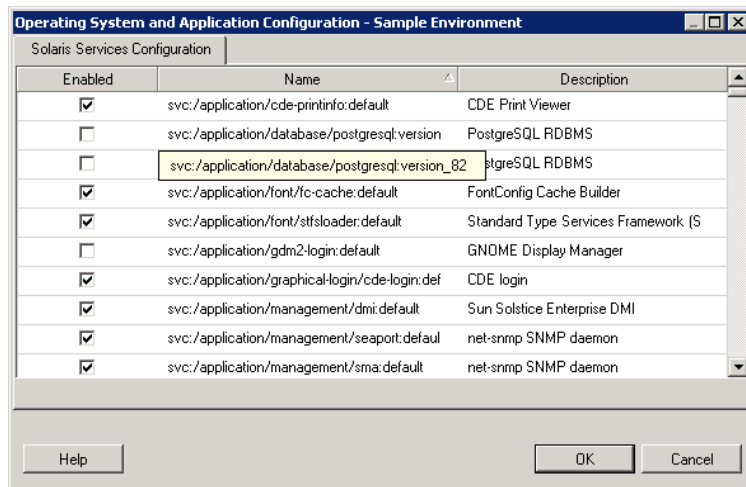 Operating System and Application Configuration - Sample Environment
Solaris Services Configuration
Enabled Name Description
svc:/application/cde-printinfo:default CDE Print Viewer
svc:/application/database/postgresql:version PostgreSQL RDBMS
svc:/application/database/postgresql:version_82 stgreSQL RDBMS
svc:/application/font/fc-cache:default FontConfig Cache Builder
svc:/application/font/stfsloader:default Standard Type Services Framework (S
svc:/application/gdm2-login:default GNOME Display Manager
svc:/application/graphical-login/cde-login:def CDE login
svc:/application/management/dmi:default Sun Solstice Enterprise DMI
svc:/application/management/seaport:defaul net-snmp SNMP daemon
svc:/application/management/sma:default net-snmp SNMP daemon
Help OK Cancel